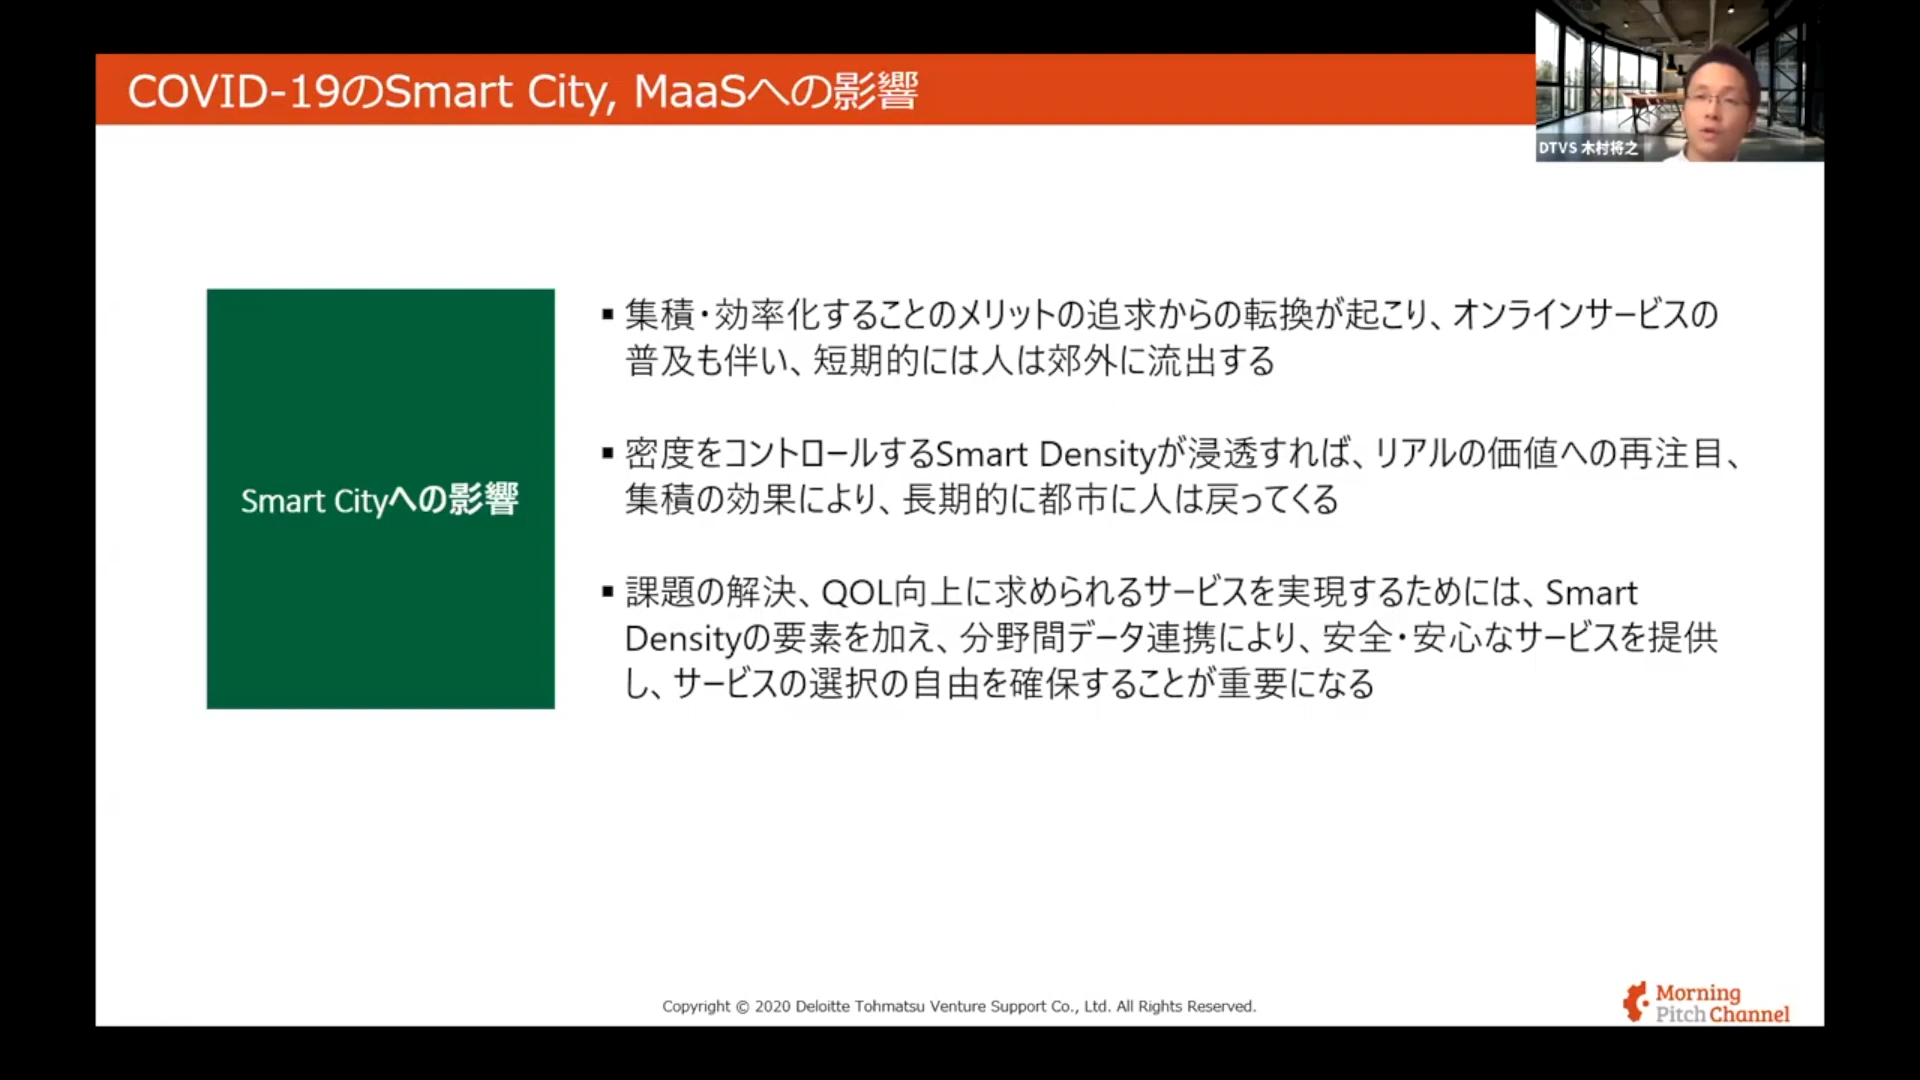 COVID-19のSmart City, MaaSへの影響
DTVS 木村将之
Smart Cityへの影響
▪ 集積・効率化することのメリットの追求からの転換が起こり、オンラインサービスの
普及も伴い、短期的には人は郊外に流出する
▪ 密度をコントロールするSmart Densityが浸透すれば、リアルの価値への再注目、
集積の効果により、長期的に都市に人は戻ってくる
▪ 課題の解決、QOL向上に求められるサービスを実現するためには、Smart
Densityの要素を加え、分野間データ連携により、安全・安心なサービスを提供
し、サービスの選択の自由を確保することが重要になる
Copyright © 2020 Deloitte Tohmatsu Venture Support Co., Ltd. All Rights Reserved.
Morning
Pitch Channel